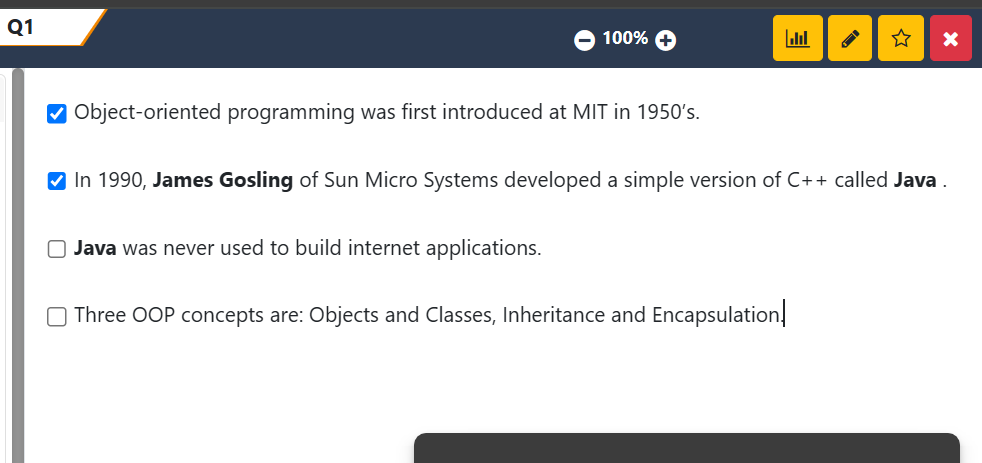 Q1
100%
Object-oriented programming was first introduced at MIT in 1950’s.
In 1990, James Gosling of Sun Micro Systems developed a simple version of C++ called Java .
Java was never used to build internet applications.
Three OOP concepts are: Objects and Classes, Inheritance and Encapsulation.